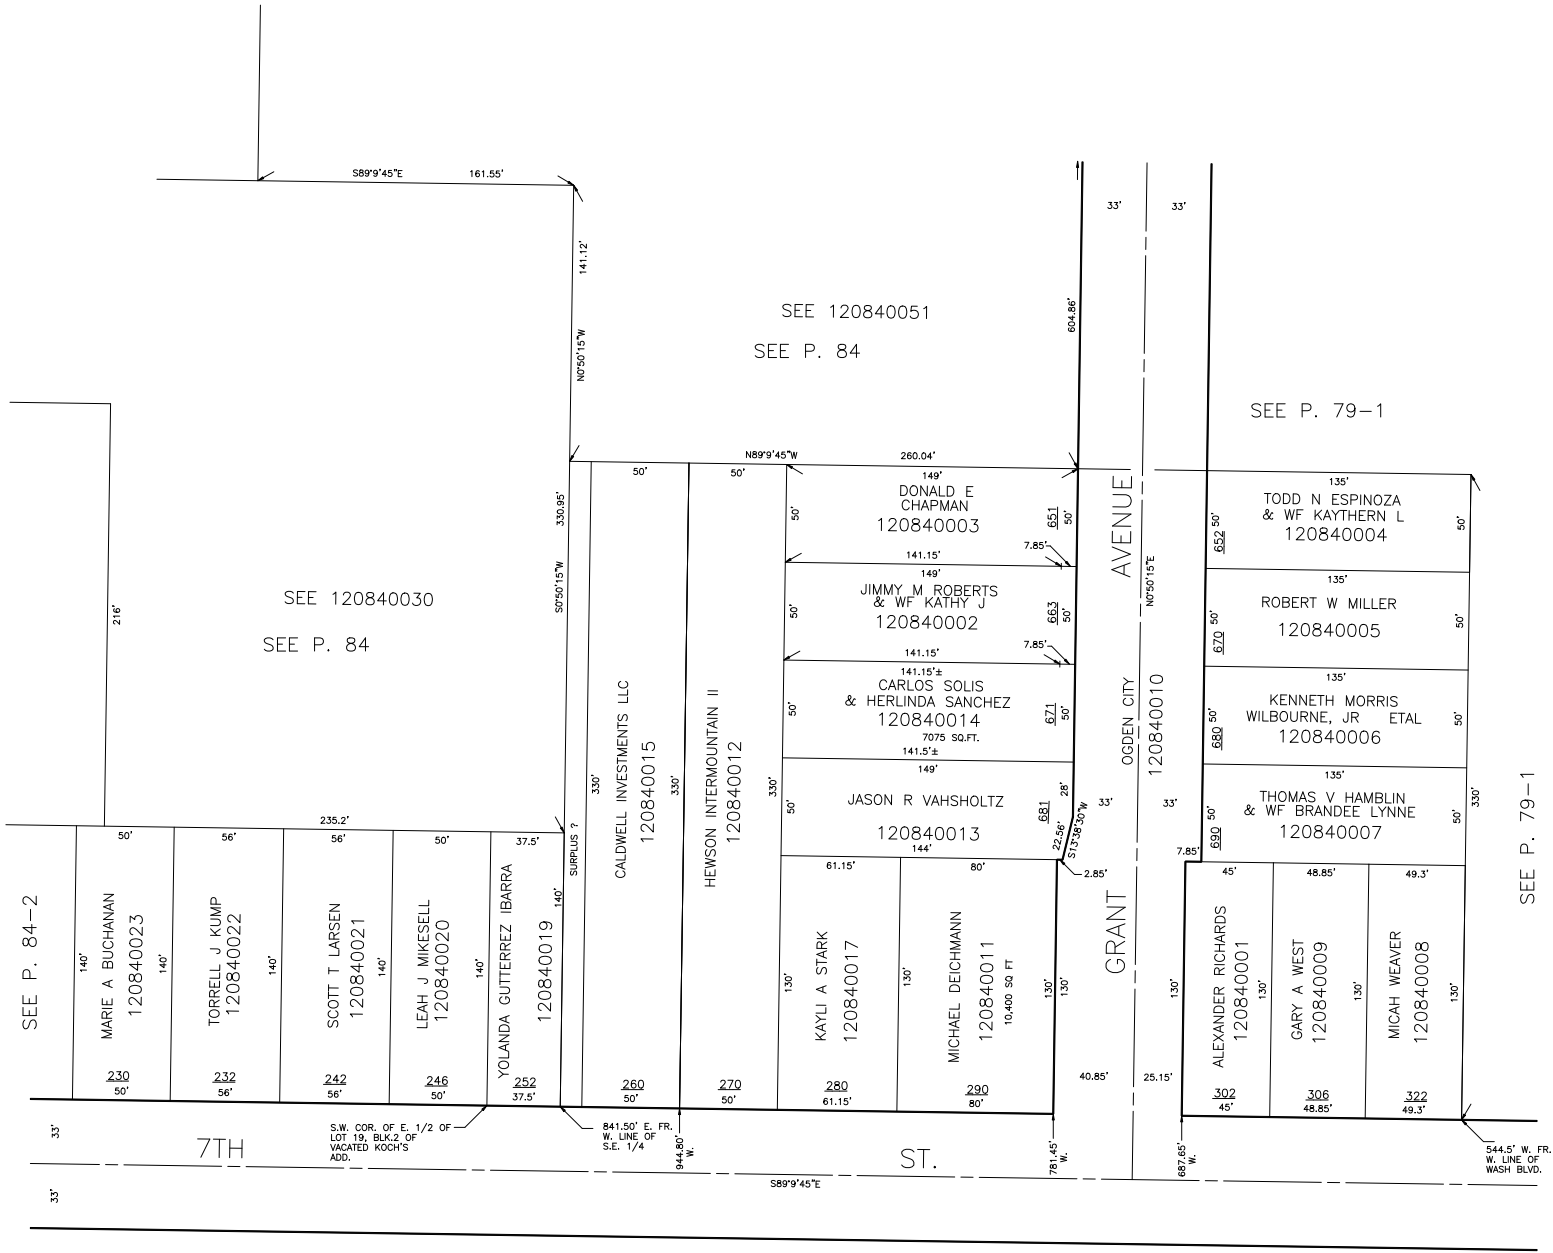 S89°9'45"E
161.55'
141.12'
N0°50'15"W
SEE 120840051
SEE P. 84
604.86'
33'
33'
SEE P. 79-1
N89°9'45"W
260.04'
330.95'
S0°50'15"W
216'
SEE 120840030
SEE P. 84
235.2'
SURPLUS ?
50'
330'
CALDWELL INVESTMENTS LLC
120840015
330'
260
50'
50'
HEWSON INTERMOUNTAIN II
120840012
330'
270
50'
149'
DONALD E
CHAPMAN
120840003
50'
651
50'
7.85'
141.15'
149'
JIMMY M ROBERTS
& WF KATHY J
120840002
50'
663
50'
7.85'
141.15'
141.15'±
CARLOS SOLIS
& HERLINDA SANCHEZ
120840014
7075 SQ.FT.
50'
671
50'
141.5'±
149'
JASON R VAHSHOLTZ
120840013
50'
681
28'
22.56'
S13°38'30"W
144'
2.85'
AVENUE
N0°50'15"E
OGDEN CITY
120840010
33'
33'
GRANT
40.85'
25.15'
135'
TODD N ESPINOZA
& WF KAYTHERN L
120840004
50'
652
50'
135'
ROBERT W MILLER
120840005
50'
670
50'
135'
KENNETH MORRIS
WILBOURNE, JR ETAL
120840006
50'
680
50'
135'
THOMAS V HAMBLIN
& WF BRANDEE LYNNE
120840007
50'
690
50'
7.85'
330'
SEE P. 79-1
SEE P. 84-2
50'
140'
MARIE A BUCHANAN
120840023
140'
230
50'
56'
TORRELL J KUMP
120840022
140'
232
56'
56'
SCOTT T LARSEN
120840021
140'
242
56'
50'
LEAH J MIKESELL
120840020
140'
246
50'
37.5'
YOLANDA GUTTERREZ IBARRA
120840019
140'
252
37.5'
61.15'
130'
KAYLI A STARK
120840017
130'
280
61.15'
80'
MICHAEL DEICHMANN
120840011
10,400 SQ FT
130'
130'
290
80'
45'
130'
ALEXANDER RICHARDS
120840001
130'
302
45'
48.85'
GARY A WEST
120840009
130'
306
48.85'
49.3'
MICAH WEAVER
120840008
130'
322
49.3'
33'
7TH
S.W. COR. OF E. 1/2 OF
LOT 19, BLK.2 OF
VACATED KOCH'S
ADD.
841.50' E. FR.
W. LINE OF
S.E. 1/4
944.80'
W.
ST.
781.45'
W.
687.65'
W.
544.5' W. FR.
W. LINE OF
WASH BLVD.
33'
S89°9'45"E